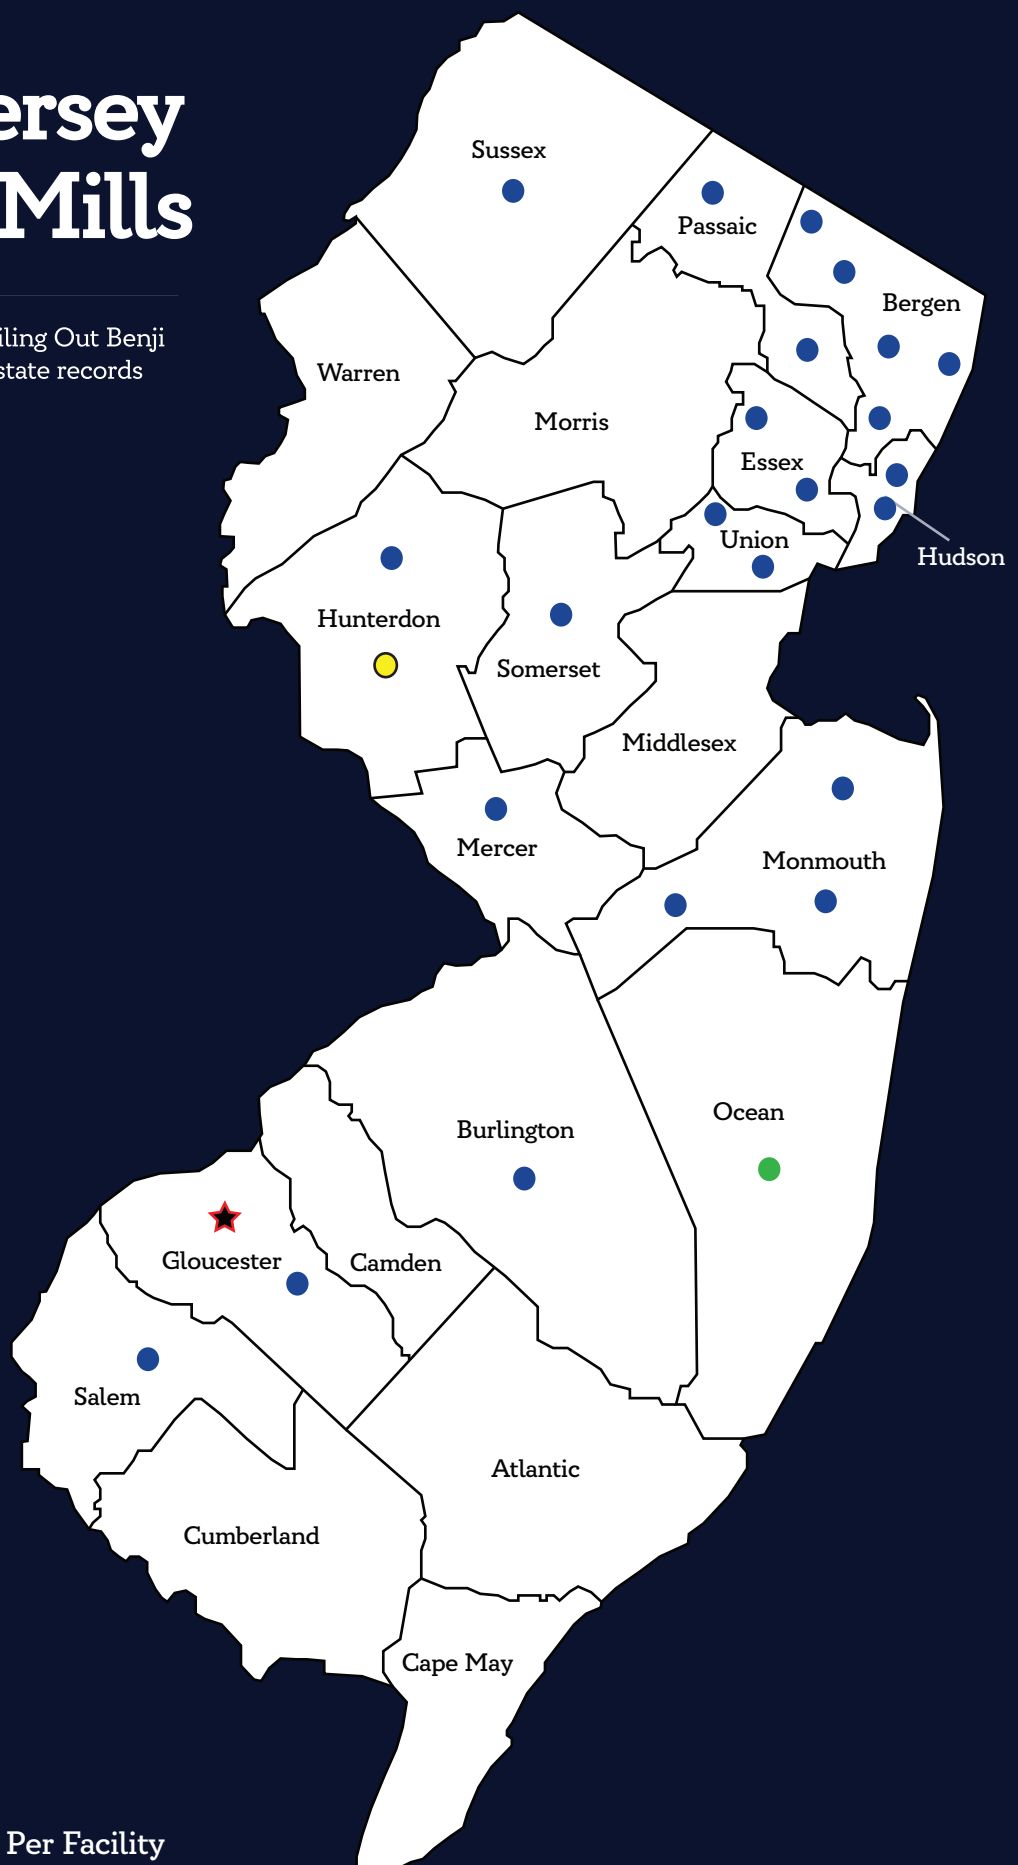 ersey
Mills
iling Out Benji
state records
Sussex
Passaic
Bergen
Warren
Morris
Essex
Union
Hudson
Hunterdon
Somerset
Middlesex
Mercer
Monmouth
Ocean
Burlington
Gloucester
Camden
Salem
Atlantic
Cumberland
Cape May
Per Facility